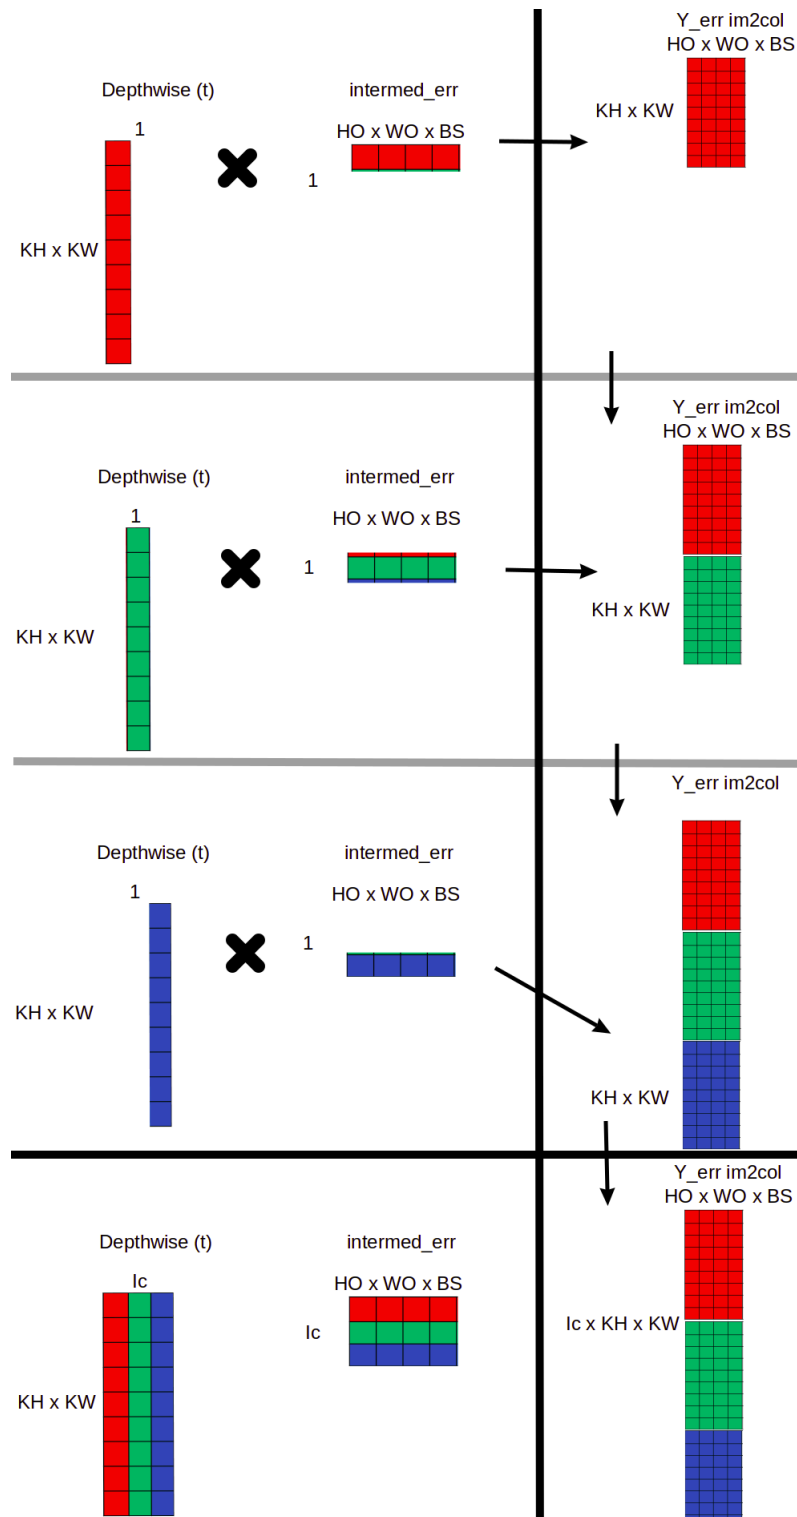 Y_err im2col
HO x WO x BS
Depthwise (t)
intermed_err
1
HO x WO x BS
KH x KW
1
KH x KW
Y_err im2col
HO x WO x BS
Depthwise (t)
intermed_err
1
HO x WO x BS
1
KH x KW
KH x KW
Y_err im2col
Depthwise (t)
intermed_err
1
HO x WO x BS
1
KH x KW
KH x KW
Y_err im2col
HO x WO x BS
Depthwise (t)
intermed_err
Ic
HO x WO x BS
Ic
Ic x KH x KW
KH x KW